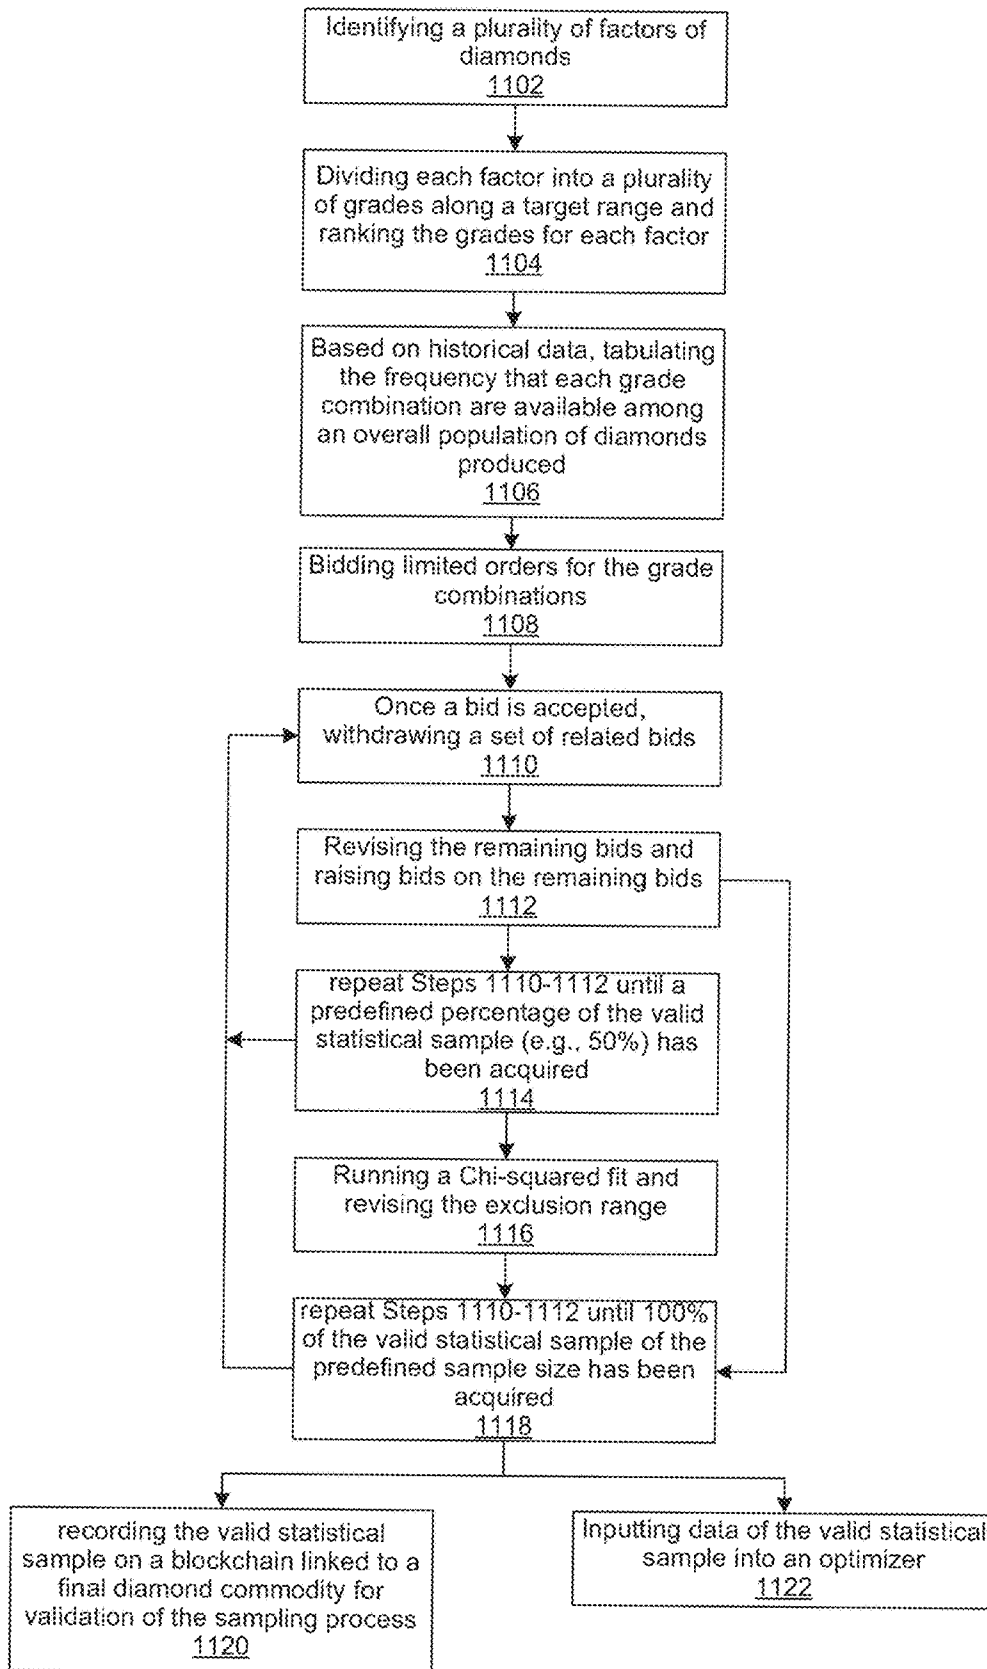 Identifying a plurality of factors of
diamonds
1102
Dividing each factor into a plurality
of grades along a target range and
ranking the grades for each factor
1104
Based on historical data, tabulating
the frequency that each grade
combination are available among
an overall population of diamonds
produced
1106
Bidding limited orders for the grade
combinations
1108
Once a bid is accepted,
withdrawing a set of related bids
1110
Revising the remaining bids and
raising bids on the remaining bids
1112
repeat Steps 1110-1112 until a
predefined percentage of the valid
statistical sample (e.g., 50%) has
been acquired
1114
Running a Chi-squared fit and
revising the exclusion range
1116
repeat Steps 1110-1112 until 100%
of the valid statistical sample of the
predefined sample size has been
acquired
1118
recording the valid statistical
sample on a blockchain linked to a
final diamond commodity for
validation of the sampling process
1120
Inputting data of the valid statistical
sample into an optimizer
1122